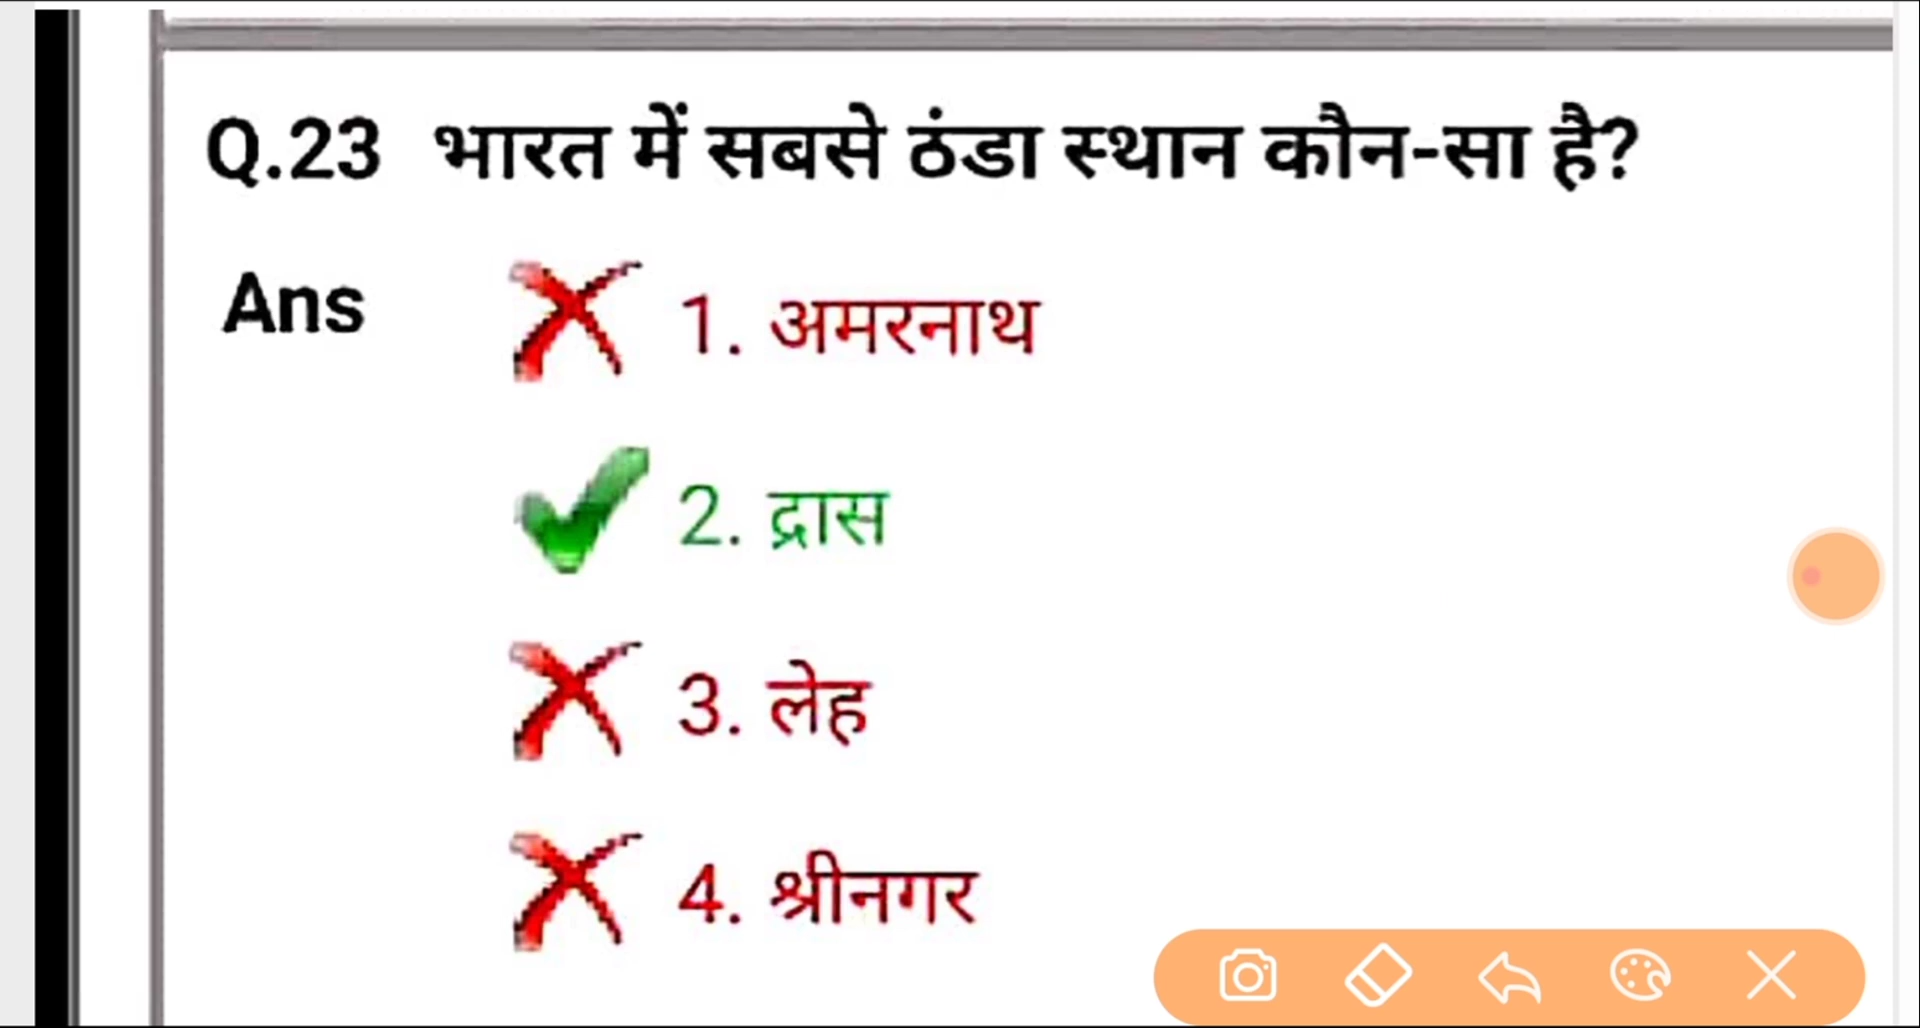 Q.23 भारत में सबसे ठंडा स्थान कौन-सा है?
Ans
1. अमरनाथ
2. द्रास
3. लेह
4. श्रीनगर